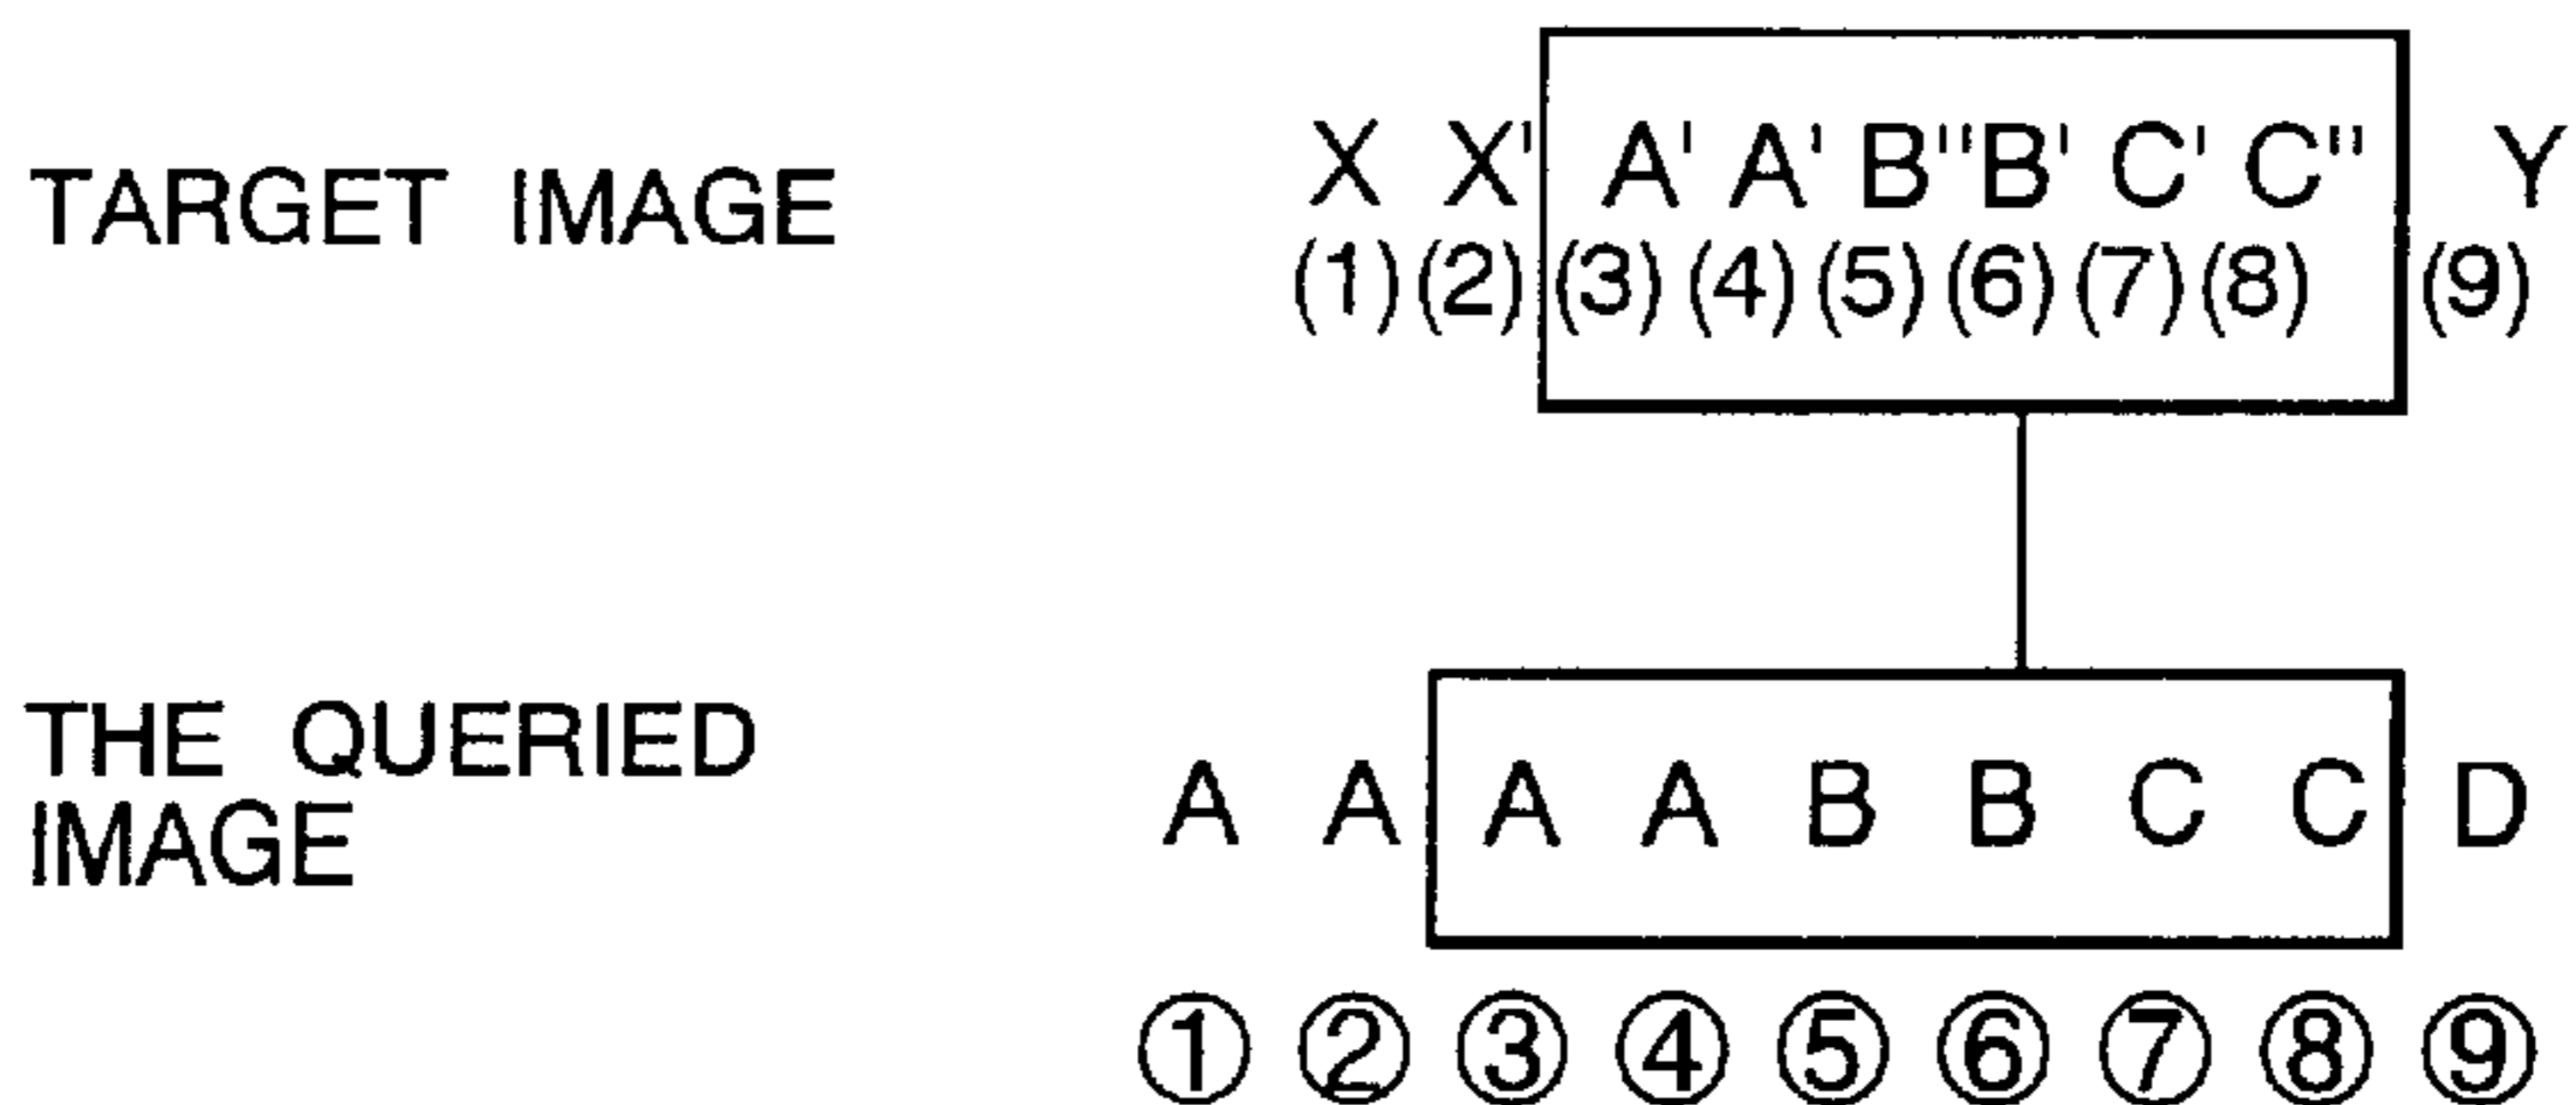 TARGET IMAGE
X X' A' A' B" B' C' C" Y
(1) (2) (3) (4) (5) (6) (7) (8) (9)
THE QUERIED
IMAGE
A A A A B B C C D
① ② ③ ④ ⑤ ⑥ ⑦ ⑧ ⑨